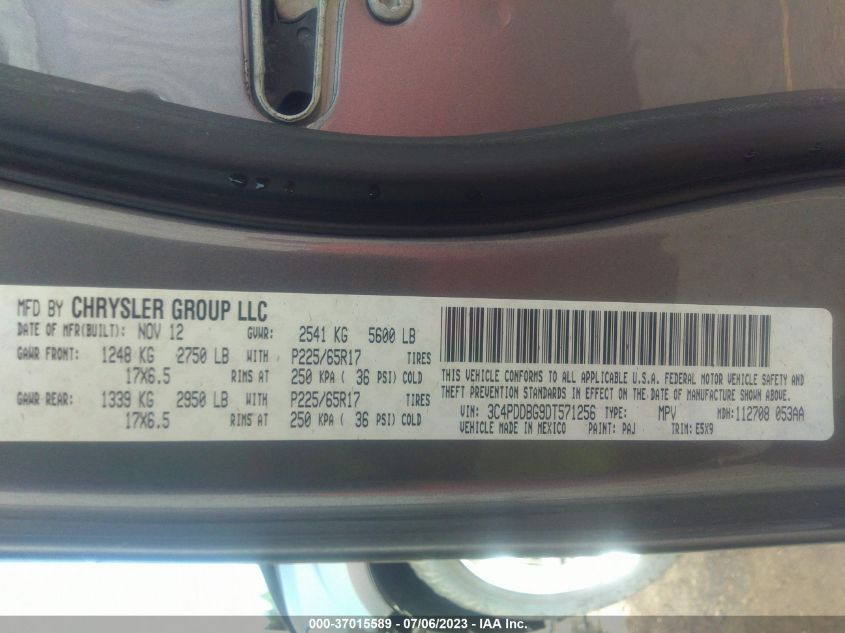 MFD BY CHRYSLER GROUP LLC
DATE OF MFR(BUILT): NOV 12 GVWR: 2541 KG 5600 LB
GAWR FRONT: 1248 KG 2750 LB WITH P225/65R17 TIRES
17X6.5 RIMS AT 250 KPA ( 36 PSI) COLD
GAWR REAR: 1339 KG 2950 LB WITH P225/65R17 TIRES
17X6.5 RIMS AT 250 KPA ( 36 PSI) COLD
THIS VEHICLE CONFORMS TO ALL APPLICABLE U.S.A. FEDERAL MOTOR VEHICLE SAFETY AND
THEFT PREVENTION STANDARDS IN EFFECT ON THE DATE OF MANUFACTURE SHOWN ABOVE.
VIN: 3C4PDDBG9DT571256 TYPE: MPV MDH: 112708 053AA
VEHICLE MADE IN MEXICO PAINT: PAJ TRIM: E5X9
000-37015589 - 07/06/2023 - IAA Inc.